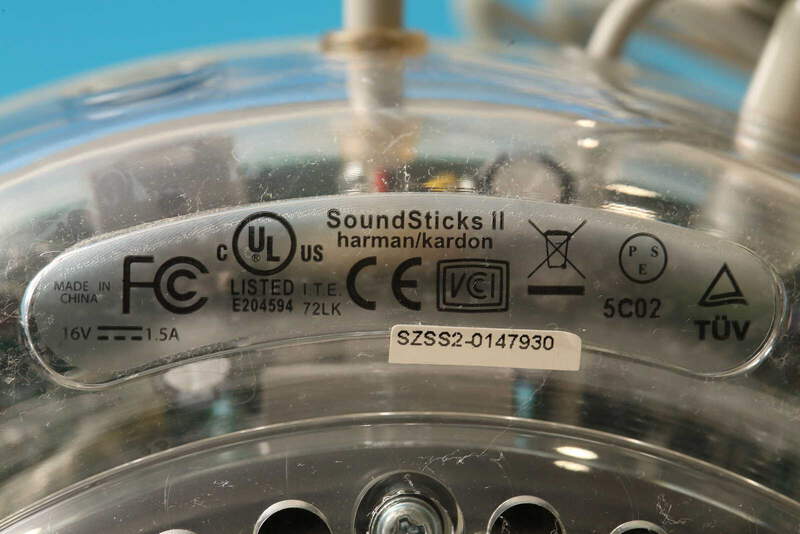 SoundSticks II
harman/kardon
MADE IN
CHINA
16V 1.5A
FC
C UL ® US
LISTED I.T.E.
E204594 72LK
CE
VCCI
PSE
5C02
TÜV
SZSS2-0147930